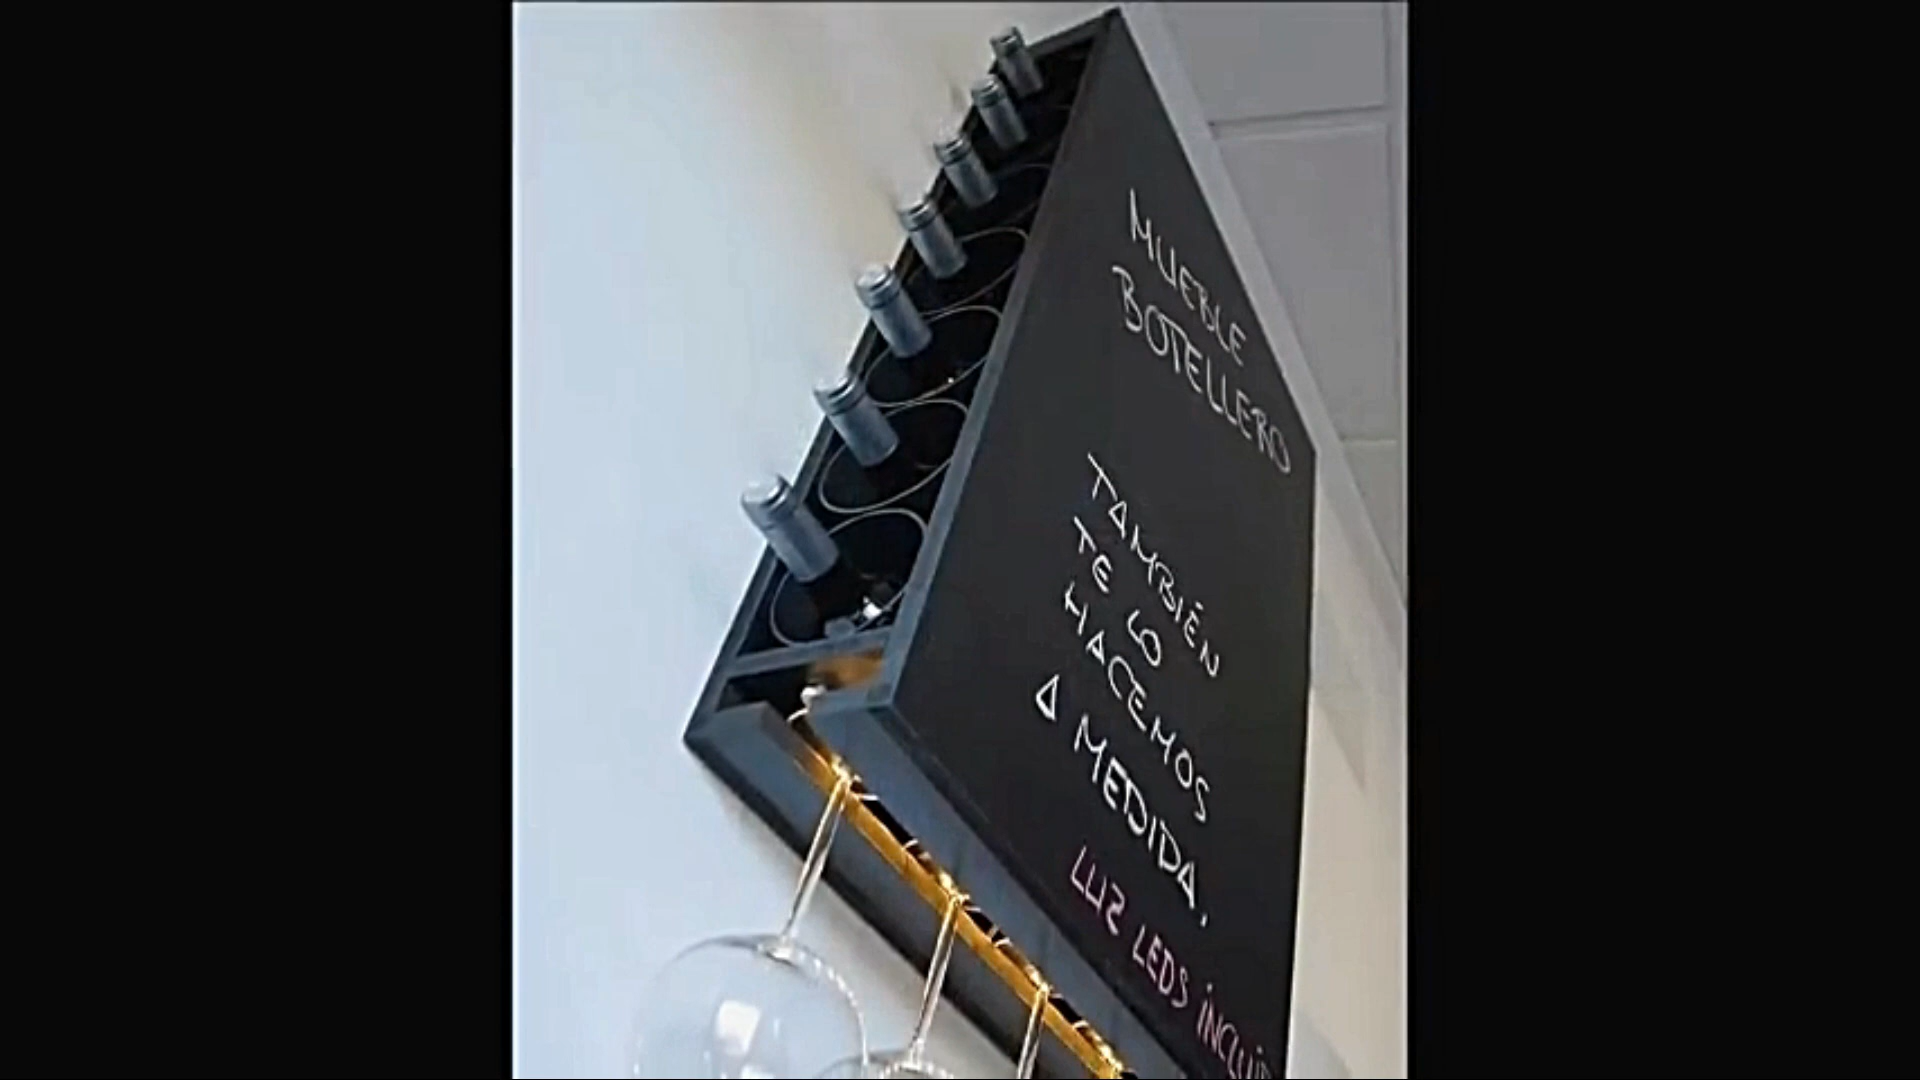 MUEBLE
BOTELLERO
TAMBIÉN
TE LO
HACEMOS
A MEDIDA,
LUZ LEDS